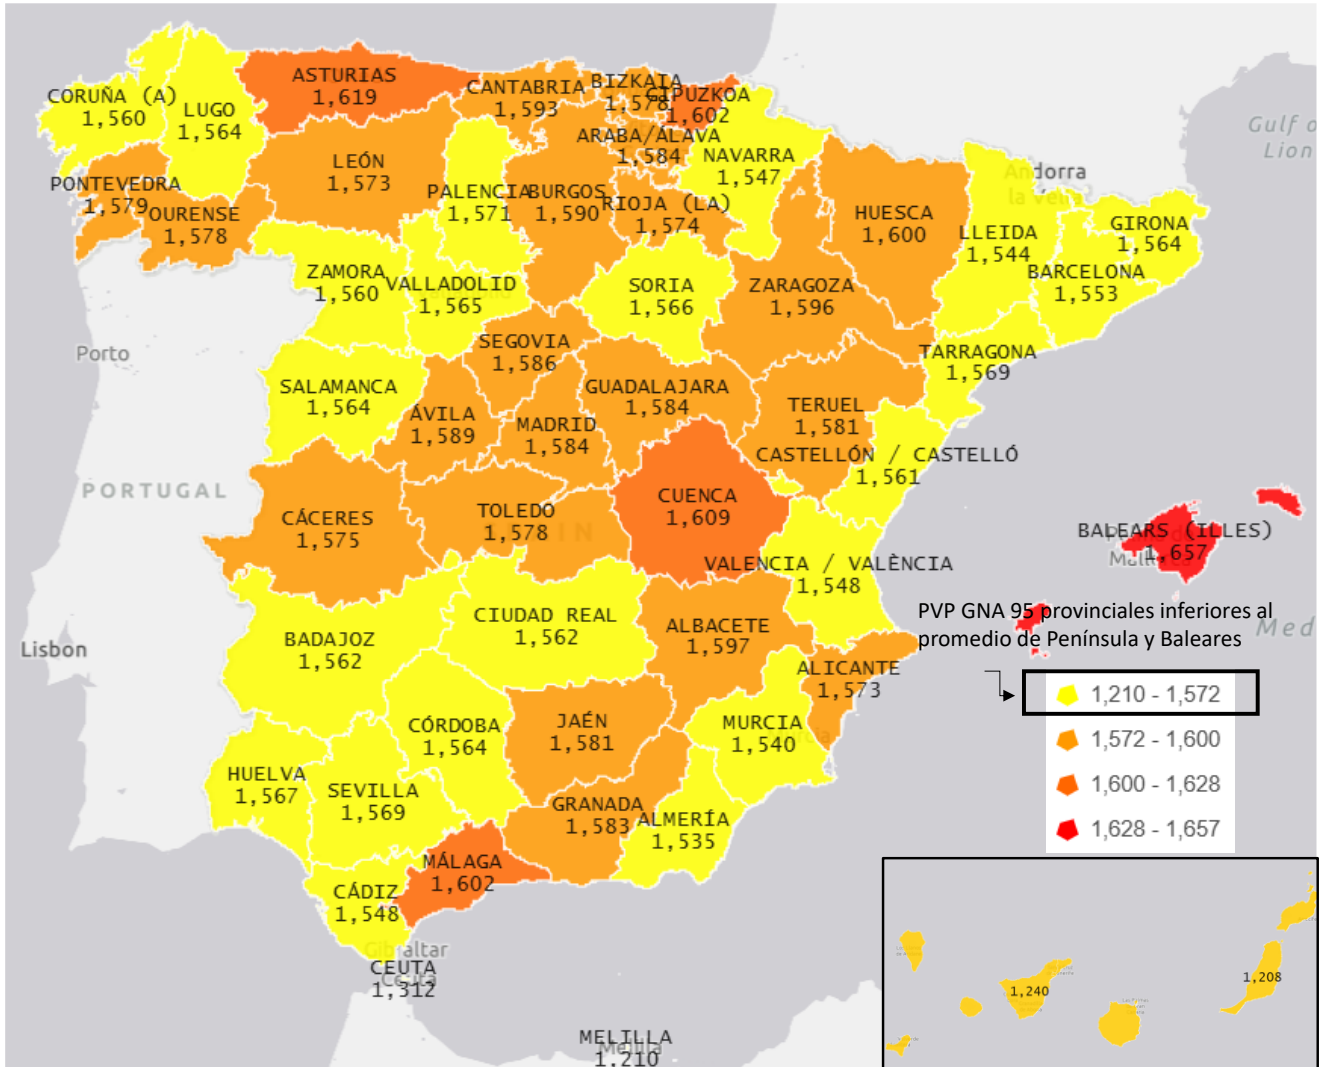 ASTURIAS
1,619
CANTABRIA
1,593
BIZKAIA
1,578
GIPUZKOA
1,602
CORUÑA (A)
1,560
LUGO
1,564
ARABA/ÁLAVA
1,584
NAVARRA
1,547
LEÓN
1,573
PONTEVEDRA
1,579
OURENSE
1,578
PALENCIA
1,571
BURGOS
1,590
RIOJA (LA)
1,574
HUESCA
1,600
Andorra
la Vella
Gulf o
Lion
LLEIDA
1,544
GIRONA
1,564
BARCELONA
1,553
ZAMORA
1,560
VALLADOLID
1,565
SORIA
1,566
ZARAGOZA
1,596
Porto
SEGOVIA
1,586
TARRAGONA
1,569
SALAMANCA
1,564
ÁVILA
1,589
MADRID
1,584
GUADALAJARA
1,584
TERUEL
1,581
CASTELLÓN / CASTELLÓ
1,561
PORTUGAL
CÁCERES
1,575
TOLEDO
1,578
CUENCA
1,609
BALEARS (ILLES)
1,657
VALENCIA / VALÈNCIA
1,548
Lisbon
BADAJOZ
1,562
CIUDAD REAL
1,562
ALBACETE
1,597
ALICANTE
1,573
PVP GNA 95 provinciales inferiores al
promedio de Península y Baleares
Med
1,210 - 1,572
1,572 - 1,600
1,600 - 1,628
1,628 - 1,657
CÓRDOBA
1,564
JAÉN
1,581
MURCIA
1,540
HUELVA
1,567
SEVILLA
1,569
GRANADA
1,583
ALMERÍA
1,535
MÁLAGA
1,602
CÁDIZ
1,548
Gibraltar
CEUTA
Ceuta
1,312
MELILLA
Melilla
1,210
1,240
1,208